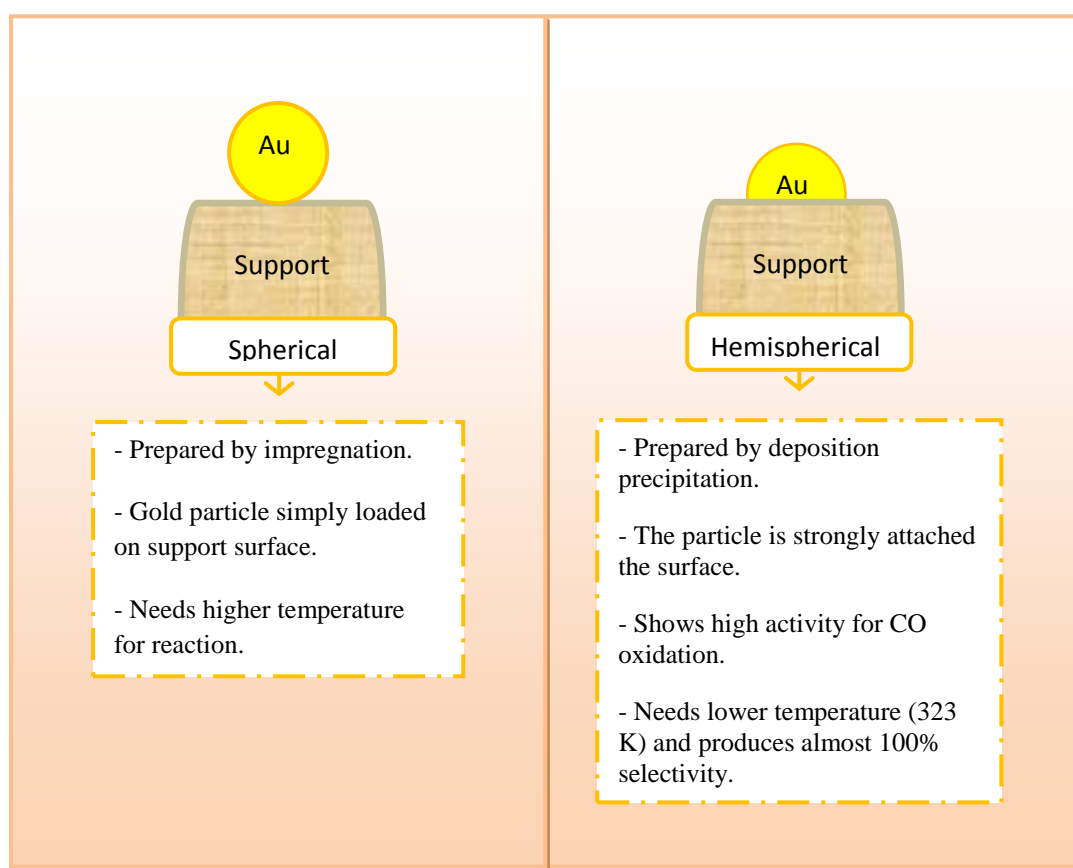 Au
Support
Spherical
- Prepared by impregnation.
- Gold particle simply loaded
on support surface.
- Needs higher temperature
for reaction.
Au
Support
Hemispherical
- Prepared by deposition
precipitation.
- The particle is strongly attached
the surface.
- Shows high activity for CO
oxidation.
- Needs lower temperature (323
K) and produces almost 100%
selectivity.